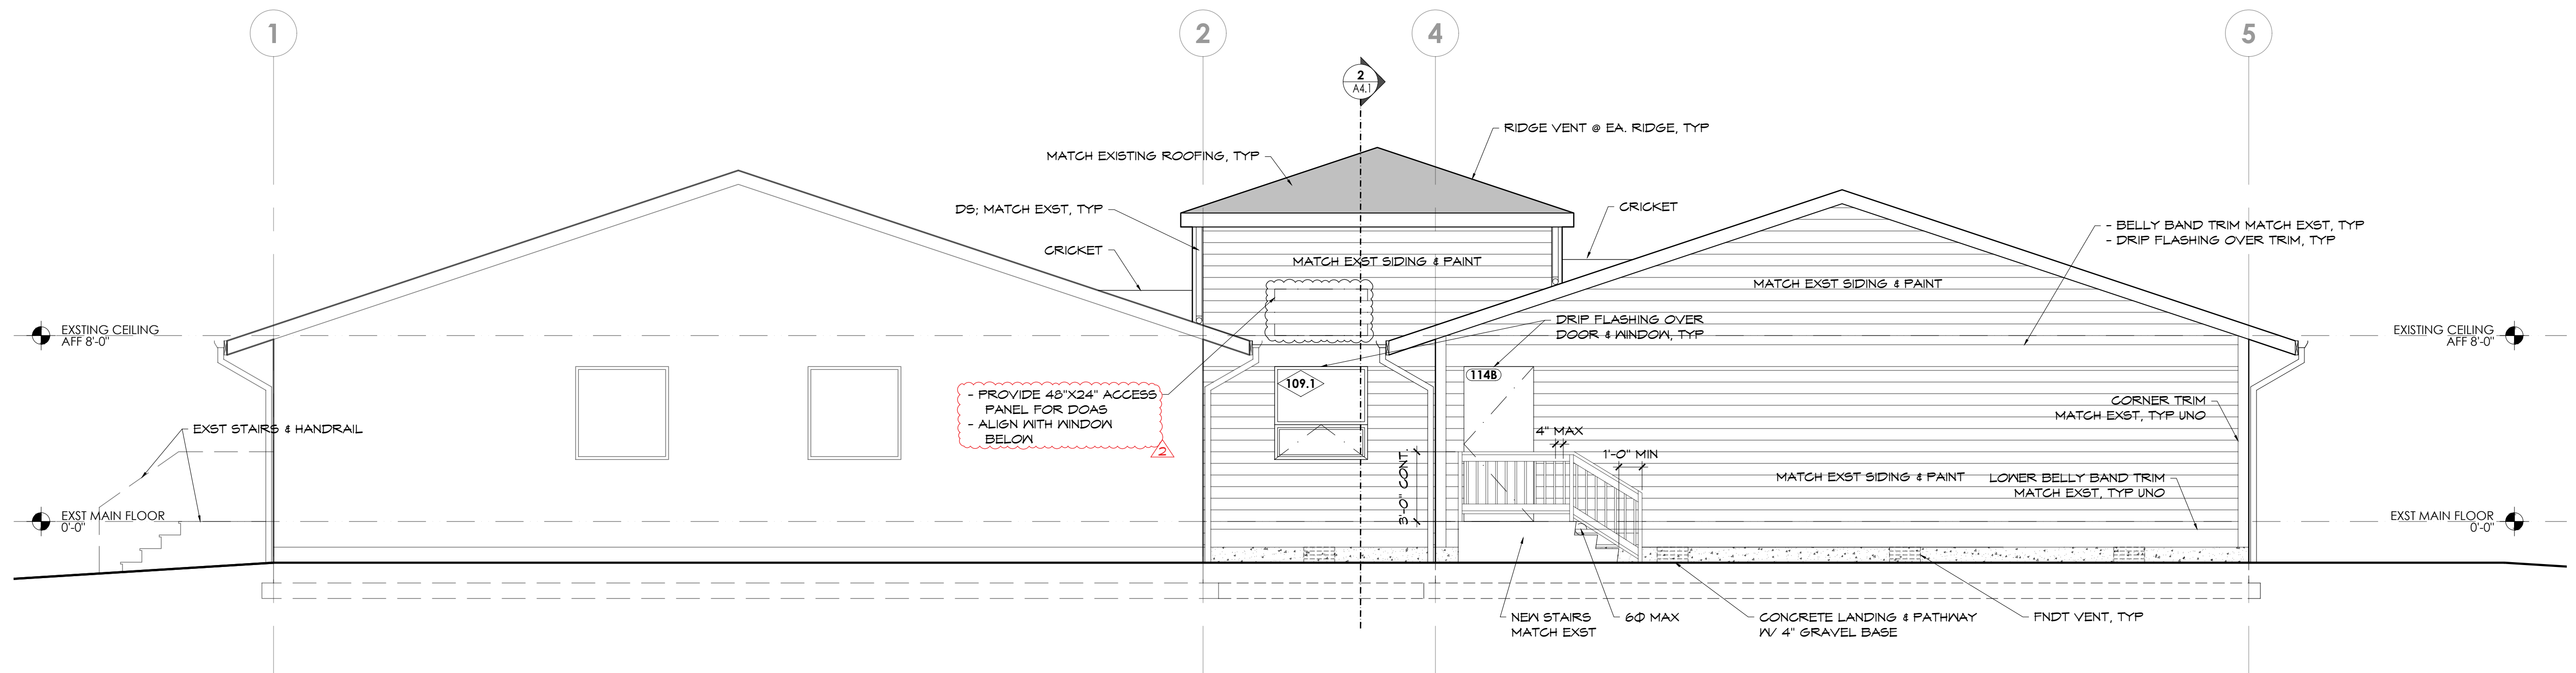 1
2
4
5
2
A4.1
RIDGE VENT @ EA. RIDGE, TYP
MATCH EXISTING ROOFING, TYP
DS; MATCH EXST, TYP
CRICKET
CRICKET
- BELLY BAND TRIM MATCH EXST, TYP
- DRIP FLASHING OVER TRIM, TYP
MATCH EXST SIDING & PAINT
MATCH EXST SIDING & PAINT
EXSTING CEILING
AFF 8'-0"
DRIP FLASHING OVER
DOOR & WINDOW, TYP
EXISTING CEILING
AFF 8'-0"
109.1
114B
- PROVIDE 48"X24" ACCESS
PANEL FOR DOAS
- ALIGN WITH WINDOW
BELOW
2
CORNER TRIM
MATCH EXST, TYP UNO
EXST STAIRS & HANDRAIL
4" MAX
1'-0" MIN
3'-0" CONT.
MATCH EXST SIDING & PAINT
LOWER BELLY BAND TRIM
MATCH EXST, TYP UNO
EXST MAIN FLOOR
0'-0"
EXST MAIN FLOOR
0'-0"
NEW STAIRS
MATCH EXST
6Φ MAX
CONCRETE LANDING & PATHWAY
W/ 4" GRAVEL BASE
FNDT VENT, TYP